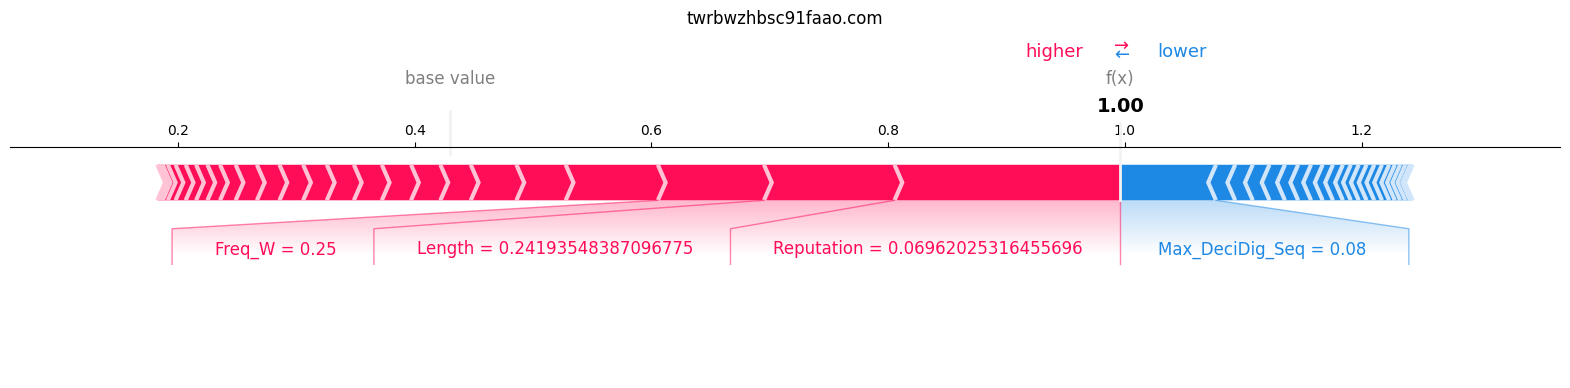 twrbwzhbsc91faao.com
higher → ← lower
base value f(x)
1.00
0.2 0.4 0.6 0.8 1.0 1.2
Freq_W = 0.25 Length = 0.24193548387096775 Reputation = 0.06962025316455696 Max_DeciDig_Seq = 0.08